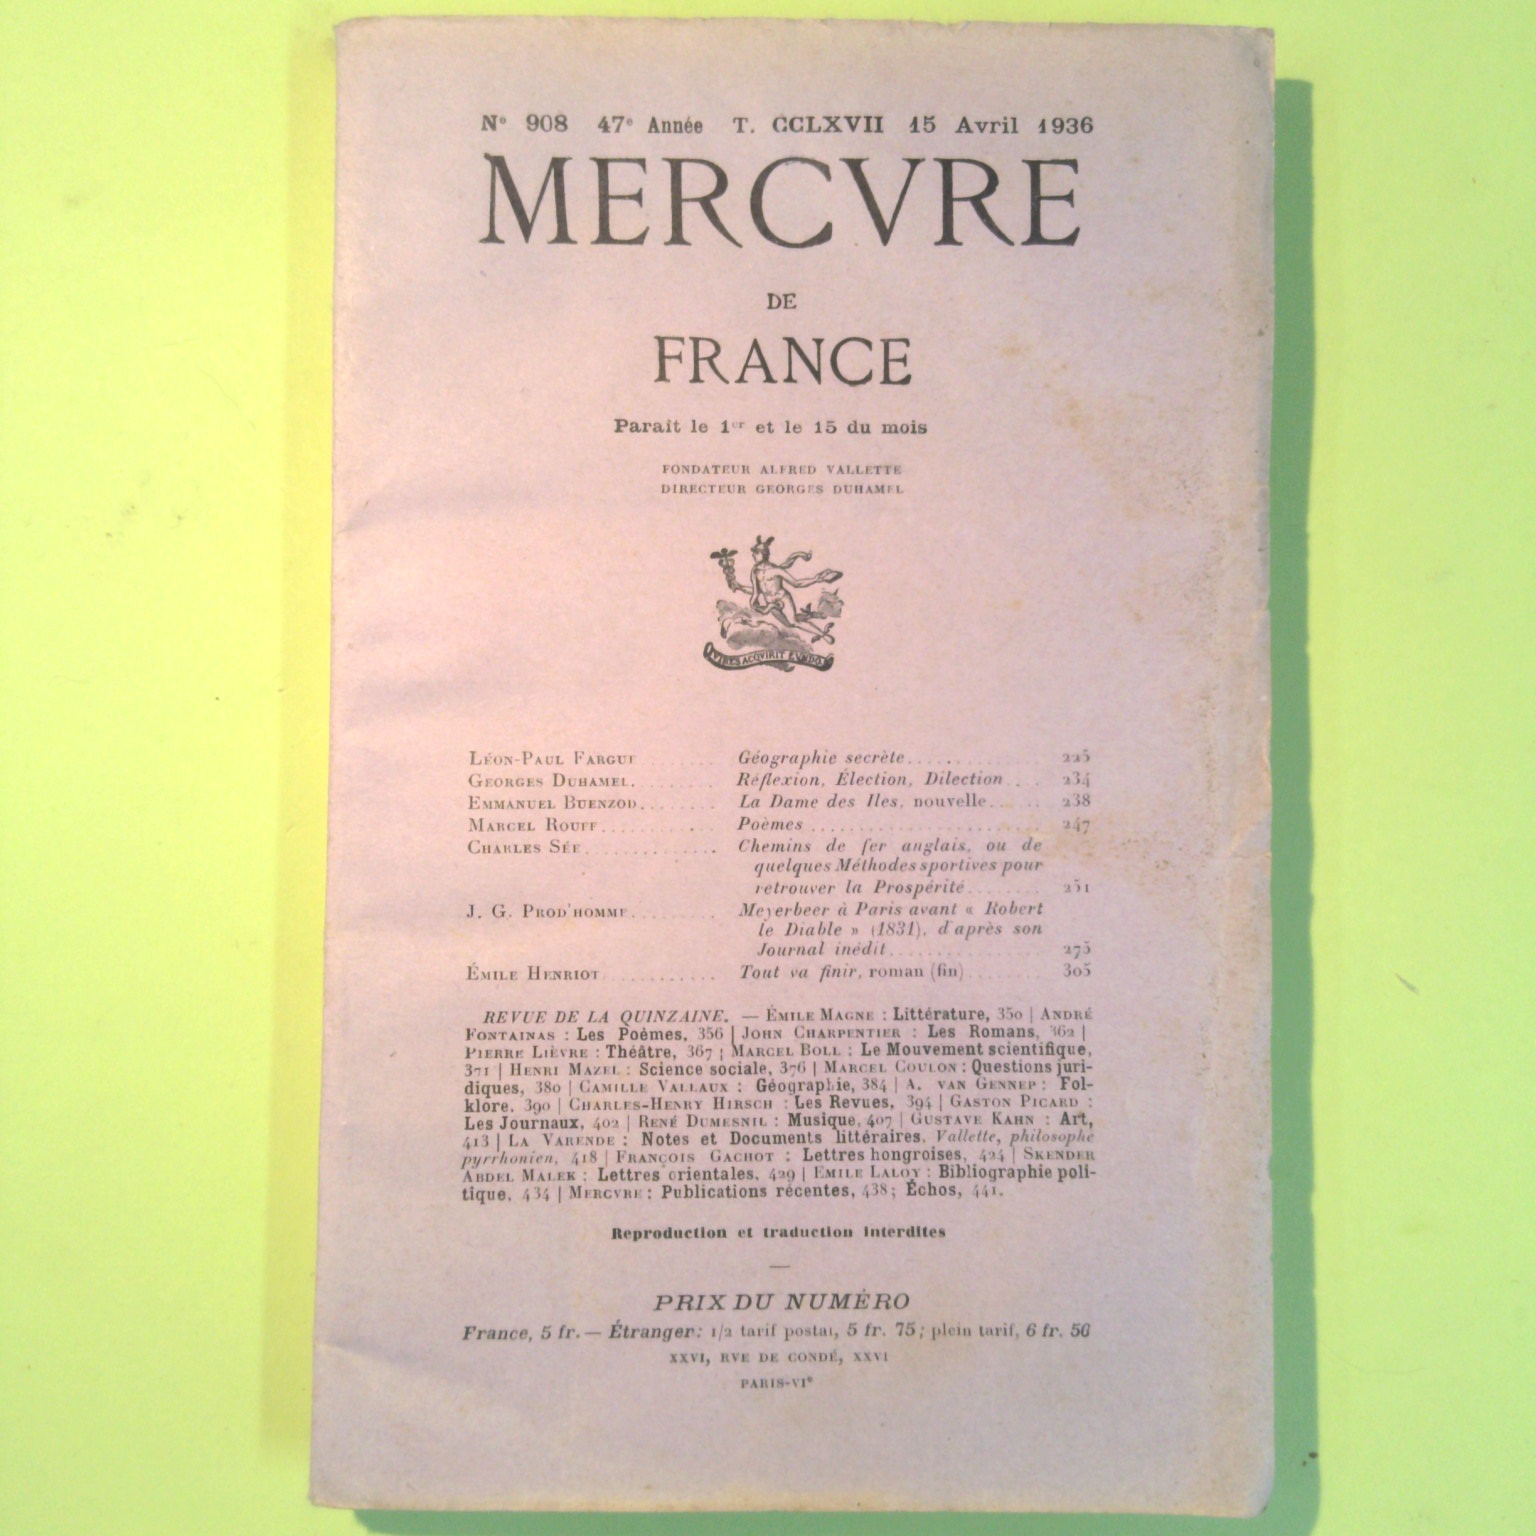 N° 908 47e Année T. CCLXVII 15 Avril 1936
MERCVRE
DE
FRANCE
Paraît le 1er et le 15 du mois
FONDATEUR ALFRED VALLETTE
DIRECTEUR GEORGES DUHAMEL
VIRES ACQVIRIT EVNDO
LÉON-PAUL FARGUE Géographie secrète 225
GEORGES DUHAMEL Réflexion, Élection, Dilection 234
EMMANUEL BUENZOD La Dame des Iles, nouvelle 238
MARCEL ROUFF Poèmes 247
CHARLES SÉE Chemins de fer anglais, ou de
quelques Méthodes sportives pour
retrouver la Prospérité 251
J. G. PROD'HOMME Meyerbeer à Paris avant « Robert
le Diable » (1831), d'après son
Journal inédit 275
ÉMILE HENRIOT Tout va finir, roman (fin) 305
REVUE DE LA QUINZAINE. — ÉMILE MAGNE : Littérature, 350 | ANDRÉ
FONTAINAS : Les Poèmes, 356 | JOHN CHARPENTIER : Les Romans, 362 |
PIERRE LIÈVRE : Théâtre, 367 | MARCEL BOLL : Le Mouvement scientifique,
371 | HENRI MAZEL : Science sociale, 376 | MARCEL COULON : Questions juri-
diques, 380 | CAMILLE VALLAUX : Géographie, 384 | A. VAN GENNEP : Fol-
klore, 390 | CHARLES-HENRY HIRSCH : Les Revues, 394 | GASTON PICARD :
Les Journaux, 402 | RENÉ DUMESNIL : Musique, 407 | GUSTAVE KAHN : Art,
413 | LA VARENDE : Notes et Documents littéraires. Vallette, philosophe
pyrrhonien, 418 | FRANÇOIS GACHOT : Lettres hongroises, 424 | SKENDER
ABDEL MALEK : Lettres orientales, 429 | EMILE LALOY : Bibliographie poli-
tique, 434 | MERCVRE : Publications récentes, 438; Échos, 441.
Reproduction et traduction interdites
PRIX DU NUMÉRO
France, 5 fr. — Étranger : 1/2 tarif postal, 5 fr. 75; plein tarif, 6 fr. 50
XXVI, RVE DE CONDÉ, XXVI
PARIS-VIe